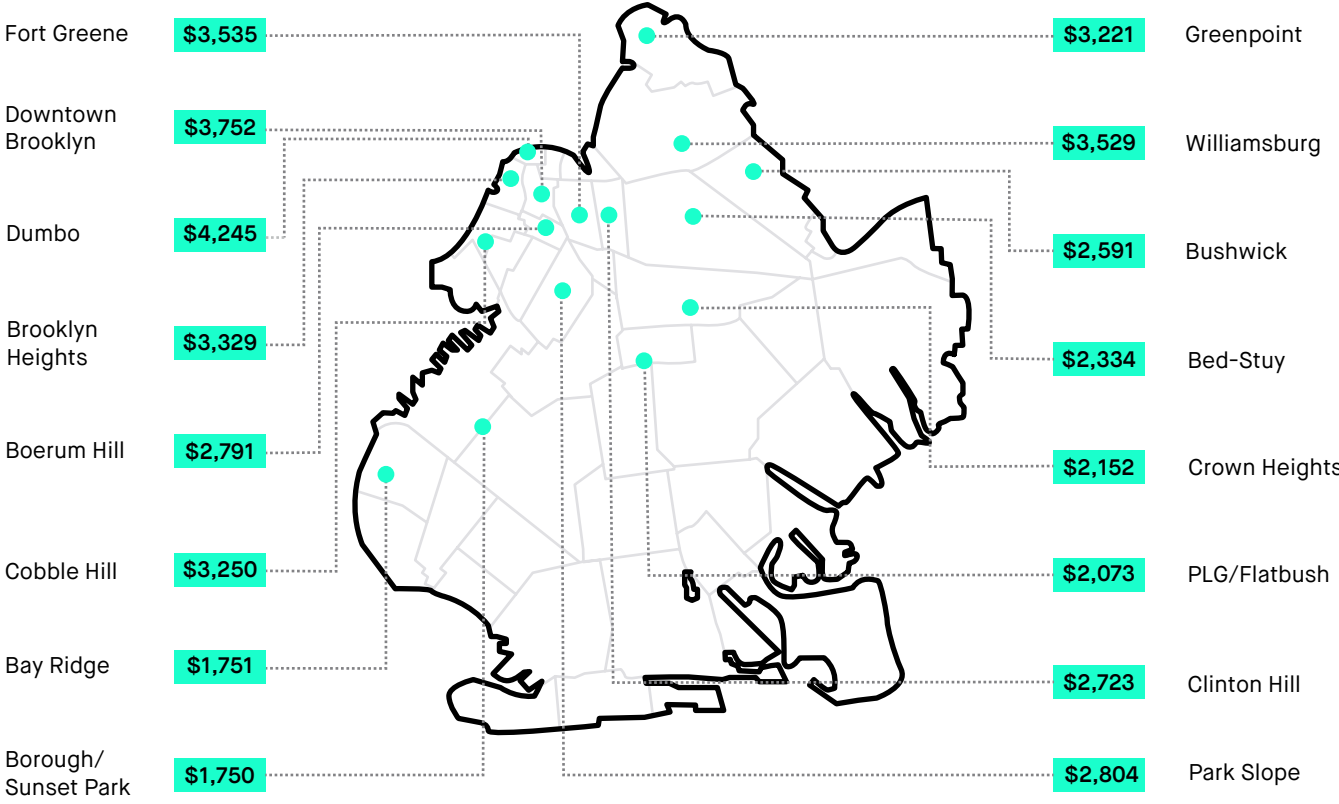 Fort Greene
$3,535
Downtown
Brooklyn
$3,752
Dumbo
$4,245
Brooklyn
Heights
$3,329
Boerum Hill
$2,791
Cobble Hill
$3,250
Bay Ridge
$1,751
Borough/
Sunset Park
$1,750
$3,221
Greenpoint
$3,529
Williamsburg
$2,591
Bushwick
$2,334
Bed-Stuy
$2,152
Crown Heights
$2,073
PLG/Flatbush
$2,723
Clinton Hill
$2,804
Park Slope